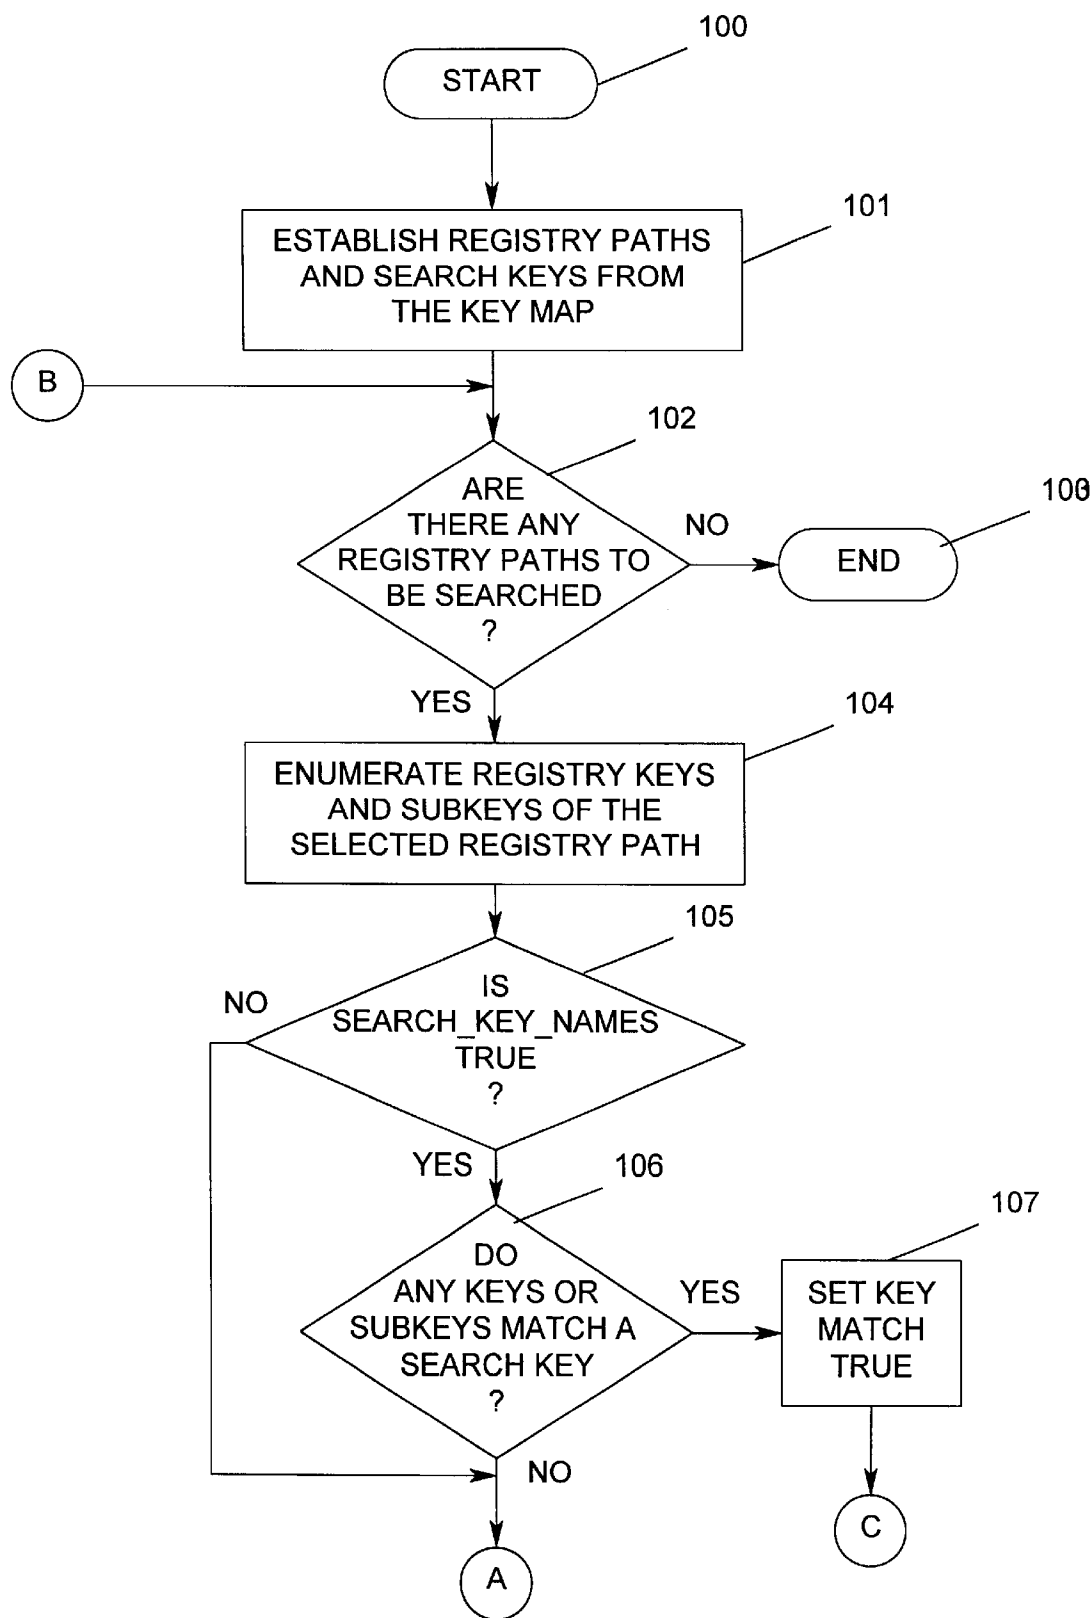 100
START
101
ESTABLISH REGISTRY PATHS
AND SEARCH KEYS FROM
THE KEY MAP
B
102
ARE
THERE ANY
REGISTRY PATHS TO
BE SEARCHED
?
NO
END
YES
104
ENUMERATE REGISTRY KEYS
AND SUBKEYS OF THE
SELECTED REGISTRY PATH
105
NO
IS
SEARCH_KEY_NAMES
TRUE
?
YES
106
107
DO
ANY KEYS OR
SUBKEYS MATCH A
SEARCH KEY
?
YES
SET KEY
MATCH
TRUE
NO
C
A